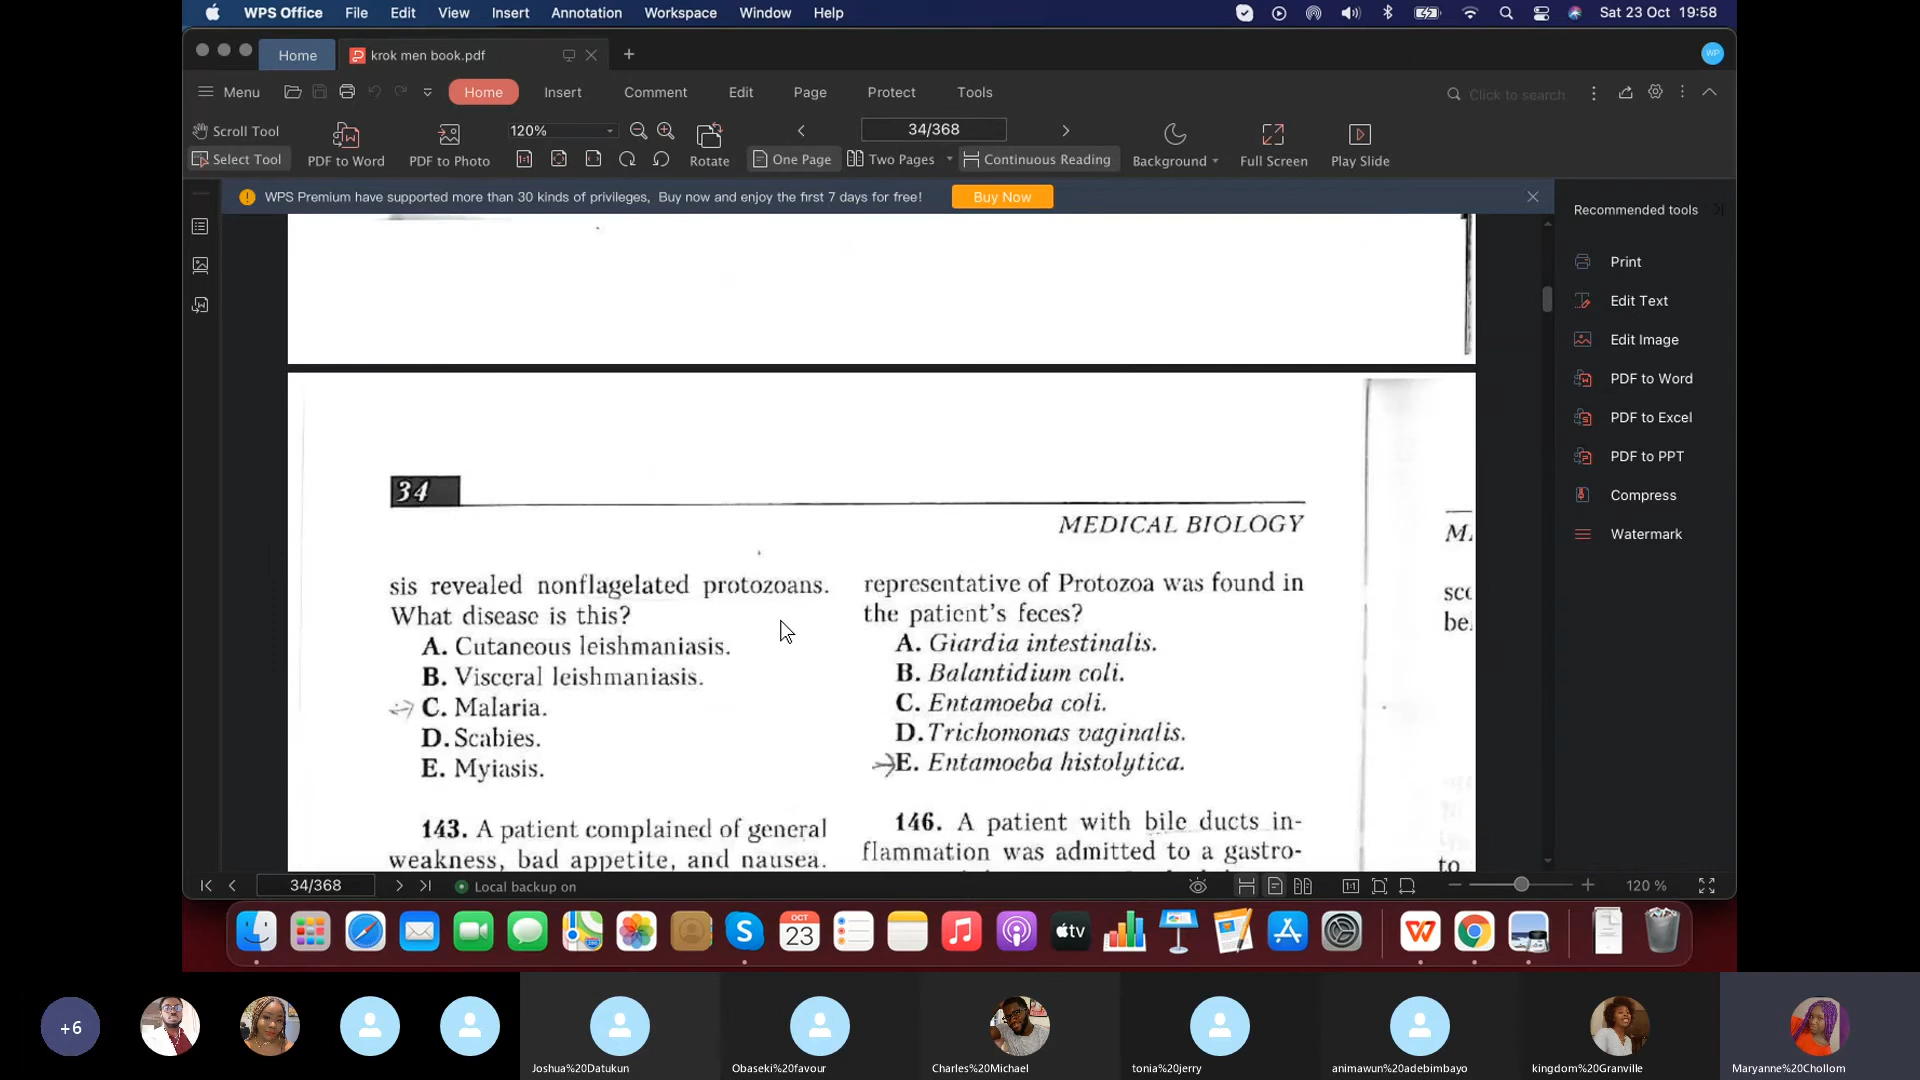 WPS Office File Edit View Insert Annotation Workspace Window Help
Sat 23 Oct 19:58
Home
krok men book.pdf
WP
Menu
Home Insert Comment Edit Page Protect Tools
Click to search
Scroll Tool
Select Tool
PDF to Word
PDF to Photo
120%
Rotate
34/368
One Page
Two Pages
Continuous Reading
Background
Full Screen
Play Slide
WPS Premium have supported more than 30 kinds of privileges, Buy now and enjoy the first 7 days for free!
Buy Now
Recommended tools
Print
Edit Text
Edit Image
PDF to Word
PDF to Excel
PDF to PPT
Compress
Watermark
34
MEDICAL BIOLOGY
sis revealed nonflagelated protozoans.
What disease is this?
A. Cutaneous leishmaniasis.
B. Visceral leishmaniasis.
C. Malaria.
D. Scabies.
E. Myiasis.
143. A patient complained of general
weakness, bad appetite, and nausea.
representative of Protozoa was found in
the patient's feces?
A. Giardia intestinalis.
B. Balantidium coli.
C. Entamoeba coli.
D. Trichomonas vaginalis.
E. Entamoeba histolytica.
146. A patient with bile ducts in-
flammation was admitted to a gastro-
to
34/368
Local backup on
120 %
OCT
23
tv
+6
Joshua%20Datukun
Obaseki%20favour
Charles%20Michael
tonia%20jerry
animawun%20adebimbayo
kingdom%20Granville
Maryanne%20Chollom